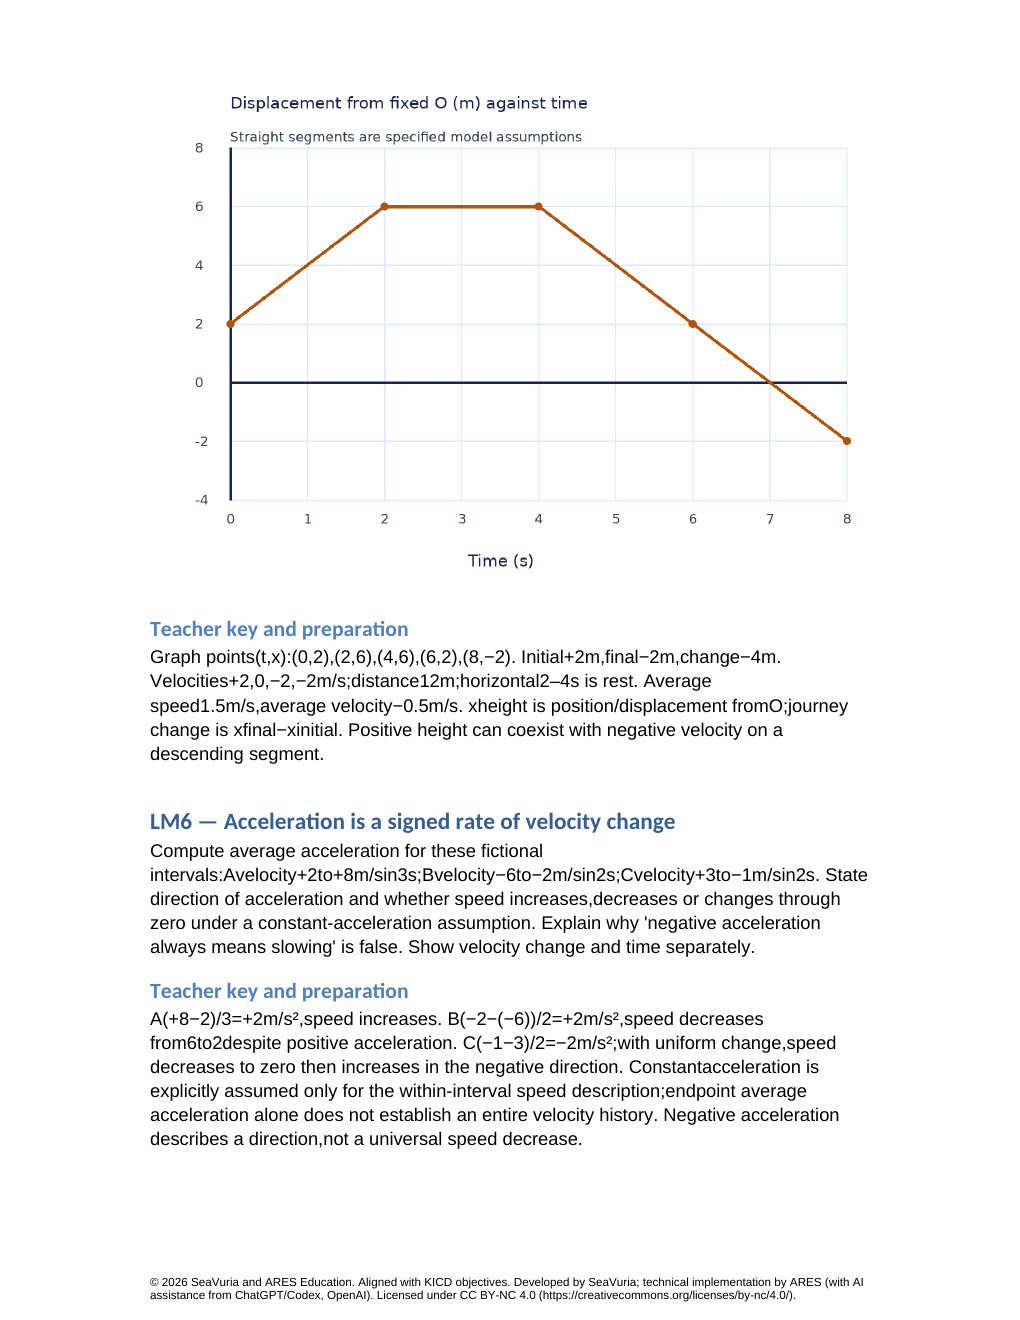 Displacement from fixed O (m) against time
Straight segments are specified model assumptions
8
6
4
2
0
-2
-4
0 1 2 3 4 5 6 7 8
Time (s)
Teacher key and preparation
Graph points(t,x):(0,2),(2,6),(4,6),(6,2),(8,−2). Initial+2m,final−2m,change−4m.
Velocities+2,0,−2,−2m/s;distance12m;horizontal2–4s is rest. Average
speed1.5m/s,average velocity−0.5m/s. xheight is position/displacement fromO;journey
change is xfinal−xinitial. Positive height can coexist with negative velocity on a
descending segment.
LM6 — Acceleration is a signed rate of velocity change
Compute average acceleration for these fictional
intervals:Avelocity+2to+8m/sin3s;Bvelocity−6to−2m/sin2s;Cvelocity+3to−1m/sin2s. State
direction of acceleration and whether speed increases,decreases or changes through
zero under a constant-acceleration assumption. Explain why 'negative acceleration
always means slowing' is false. Show velocity change and time separately.
Teacher key and preparation
A(+8−2)/3=+2m/s²,speed increases. B(−2−(−6))/2=+2m/s²,speed decreases
from6to2despite positive acceleration. C(−1−3)/2=−2m/s²;with uniform change,speed
decreases to zero then increases in the negative direction. Constantacceleration is
explicitly assumed only for the within-interval speed description;endpoint average
acceleration alone does not establish an entire velocity history. Negative acceleration
describes a direction,not a universal speed decrease.
© 2026 SeaVuria and ARES Education. Aligned with KICD objectives. Developed by SeaVuria; technical implementation by ARES (with AI
assistance from ChatGPT/Codex, OpenAI). Licensed under CC BY-NC 4.0 (https://creativecommons.org/licenses/by-nc/4.0/).